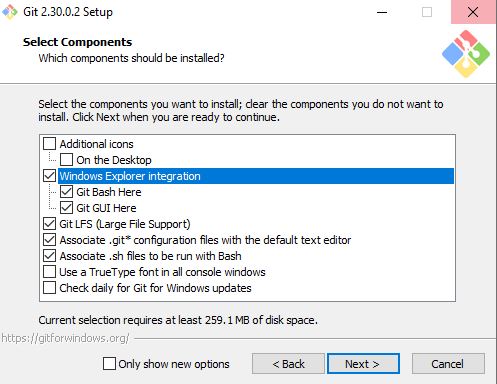 Git 2.30.0.2 Setup
Select Components
Which components should be installed?
Select the components you want to install; clear the components you do not want to
install. Click Next when you are ready to continue.
Additional icons
On the Desktop
Windows Explorer integration
Git Bash Here
Git GUI Here
Git LFS (Large File Support)
Associate .git* configuration files with the default text editor
Associate .sh files to be run with Bash
Use a TrueType font in all console windows
Check daily for Git for Windows updates
Current selection requires at least 259.1 MB of disk space.
https://gitforwindows.org/
Only show new options
< Back
Next >
Cancel